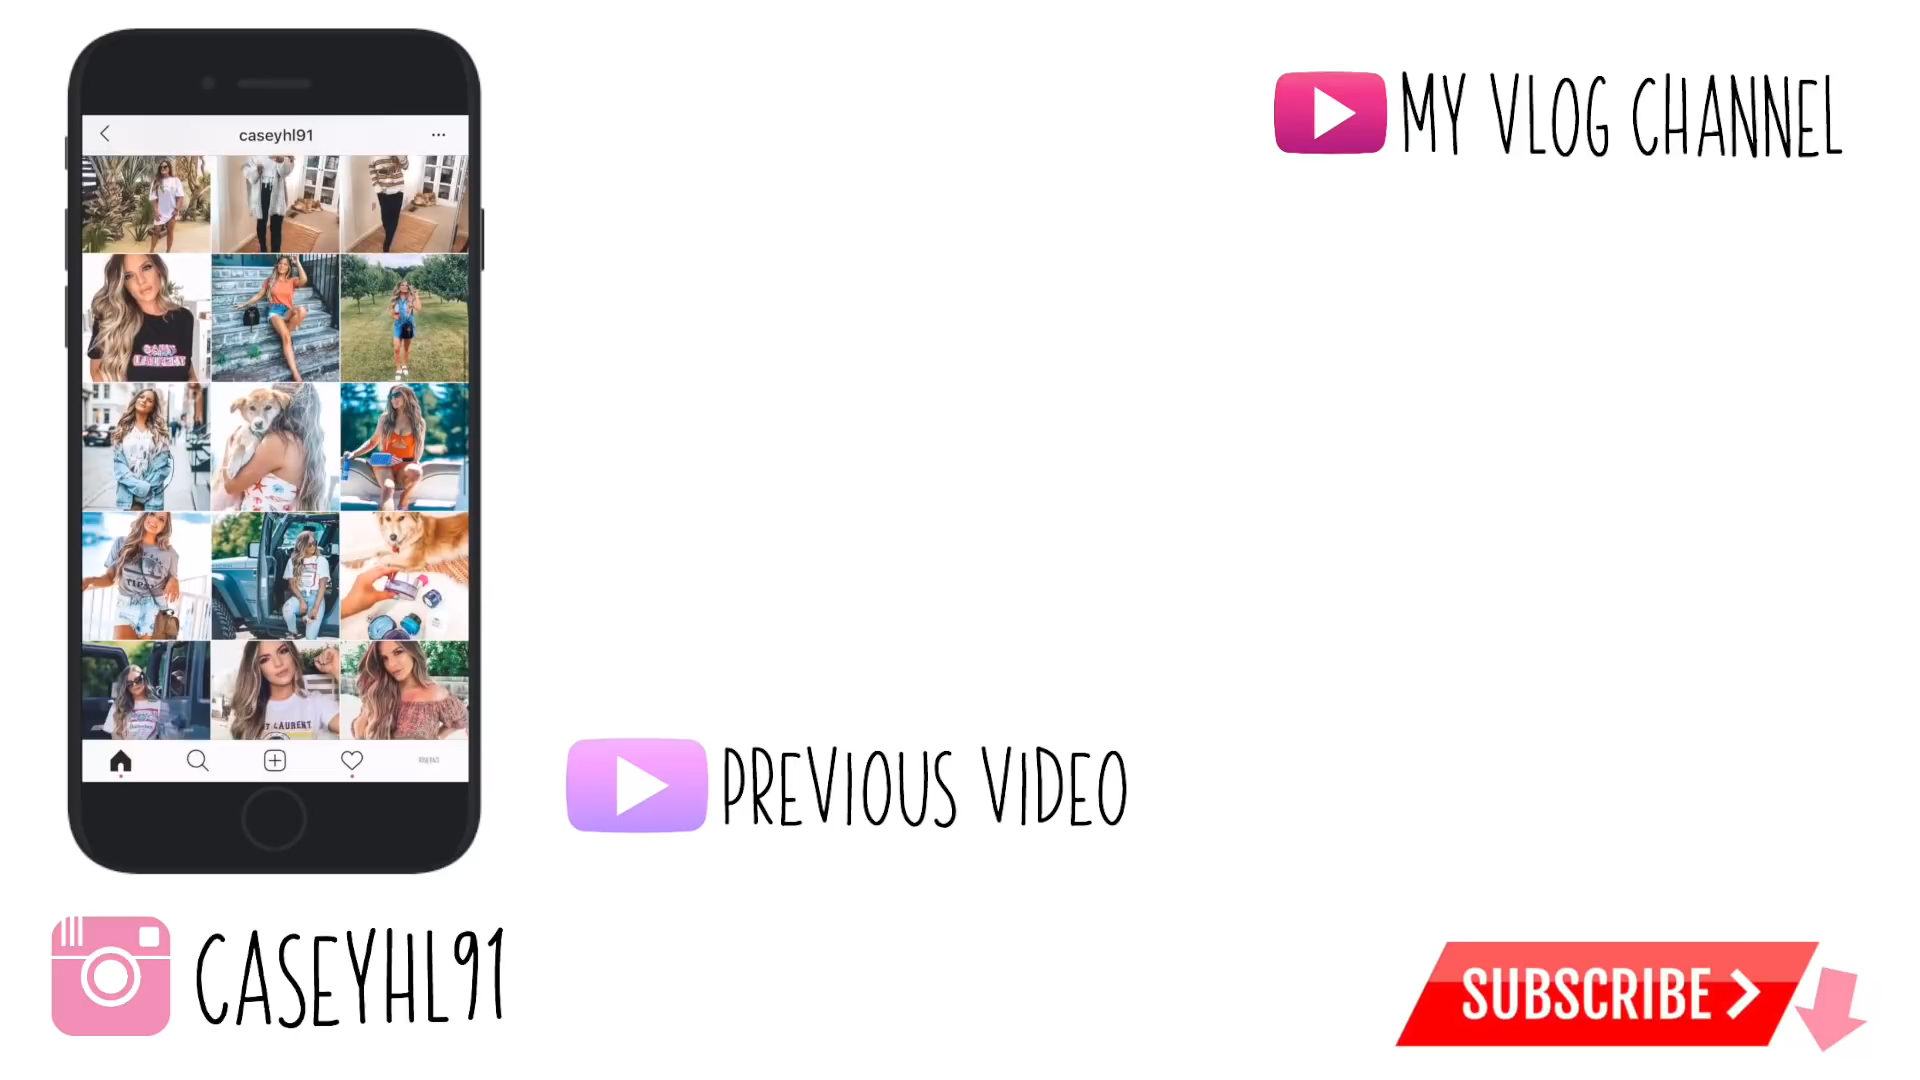 MY VLOG CHANNEL
caseyhl91
PREVIOUS VIDEO
CASEYHL91
SUBSCRIBE